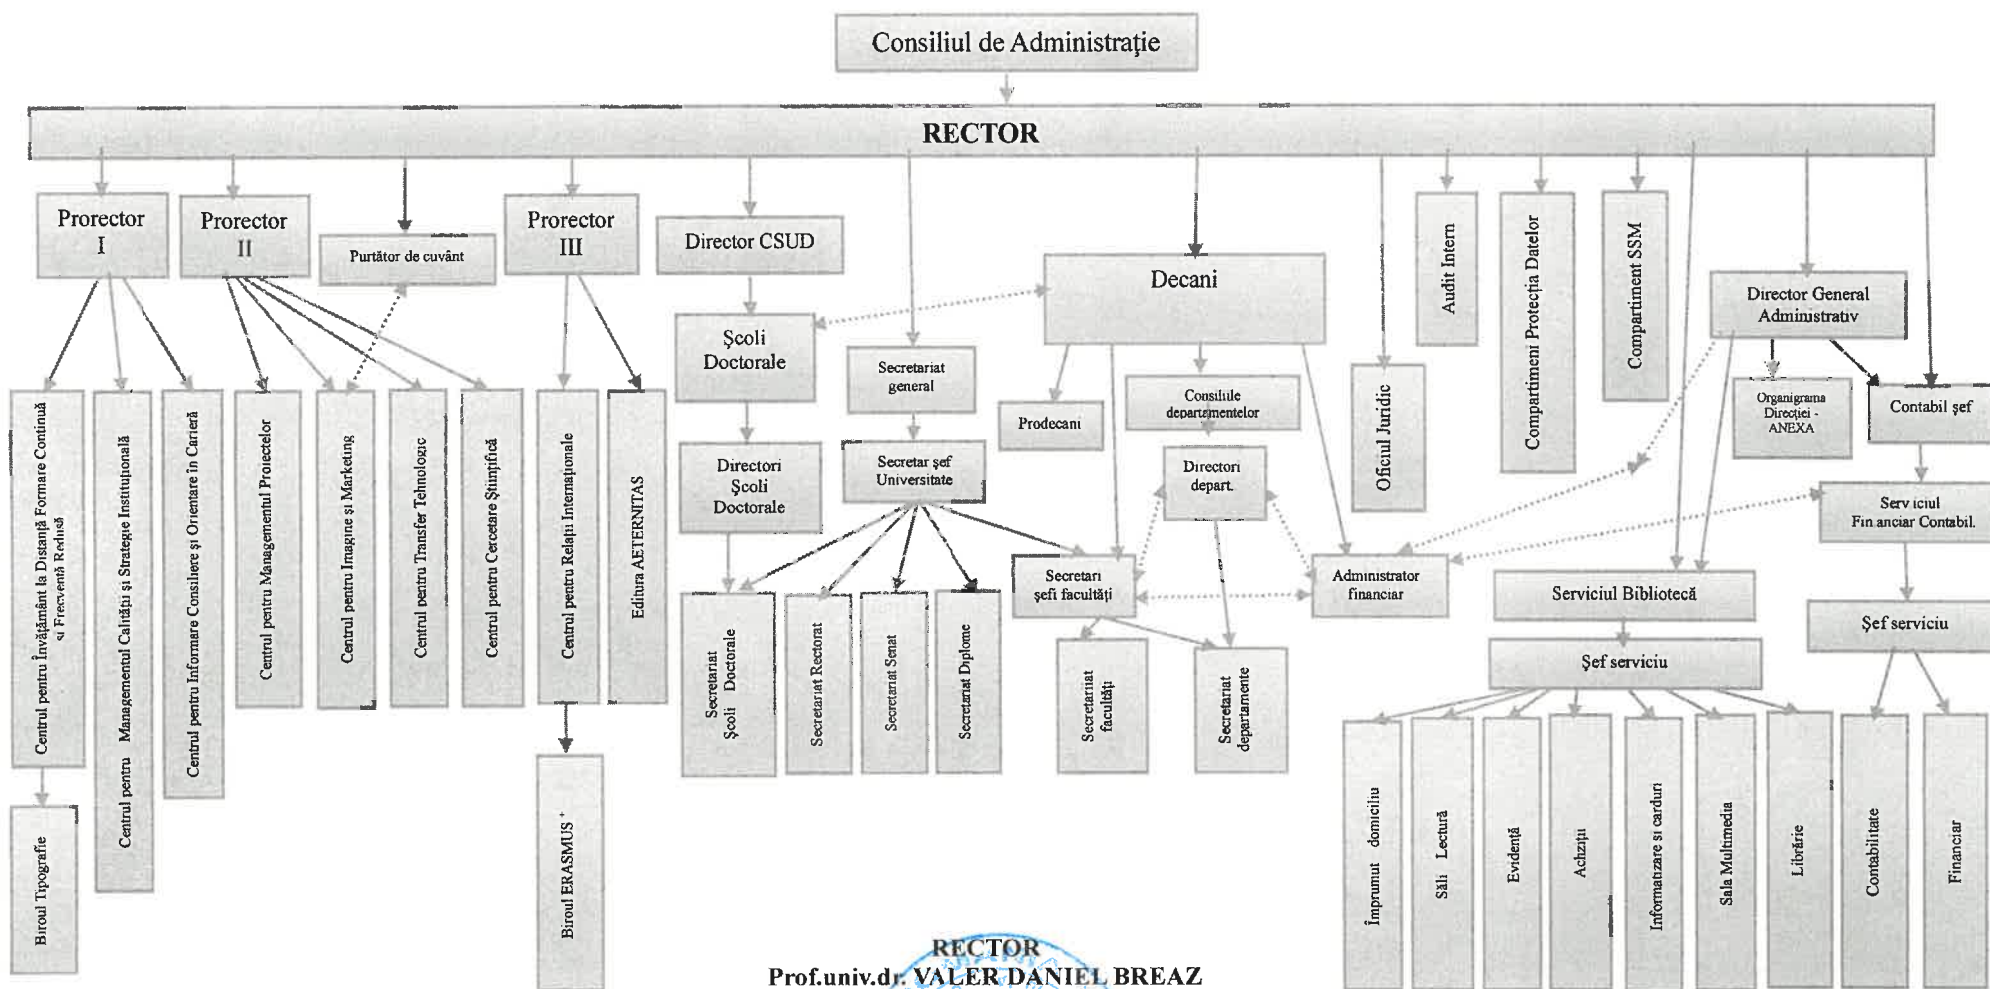 Consiliul de Administrație
RECTOR
Prorector
I
Prorector
II
Purtător de cuvânt
Prorector
III
Director CSUD
Decani
Audit Intern
Compartimeni Protecția Datelor
Compartiment SSM
Director General
Administrativ
Școli
Doctorale
Secretariat
general
Prodecani
Consiliile
departamentelor
Oficiul Juridic
Organigrama
Direcției -
ANEXA
Contabil șef
Centrul pentru Învățământ la Distanță Formare Continuă
și Frecvență Redusă
Centrul pentru Managementul Calității și Strategie Instituțională
Centrul pentru Informare Consiliere și Orientare în Carieră
Centrul pentru Managementul Proiectelor
Centrul pentru Imagine și Marketing
Centrul pentru Transfer Tehnologic
Centrul pentru Cercetare Științifică
Centrul pentru Relații Internaționale
Editura AETERNITAS
Directori
Școli
Doctorale
Secretar șef
Universitate
Directori
depart.
Serviciul
Financiar Contabil.
Secretari
șefi facultăți
Administrator
financiar
Serviciul Bibliotecă
Șef serviciu
Șef serviciu
Secretariat
Școli Doctorale
Secretariat Rectorat
Secretariat Senat
Secretariat Diplome
Secretariiat
facultăți
Secretariat
departamente
Biroul Tipografie
Biroul ERASMUS +
Împrumut domiciliu
Săli Lectură
Evidență
Achziții
Informatizare si carduri
Sala Multimedia
Librărie
Contabilitate
Financiar
RECTOR
Prof.univ.dr. VALER DANIEL BREAZ